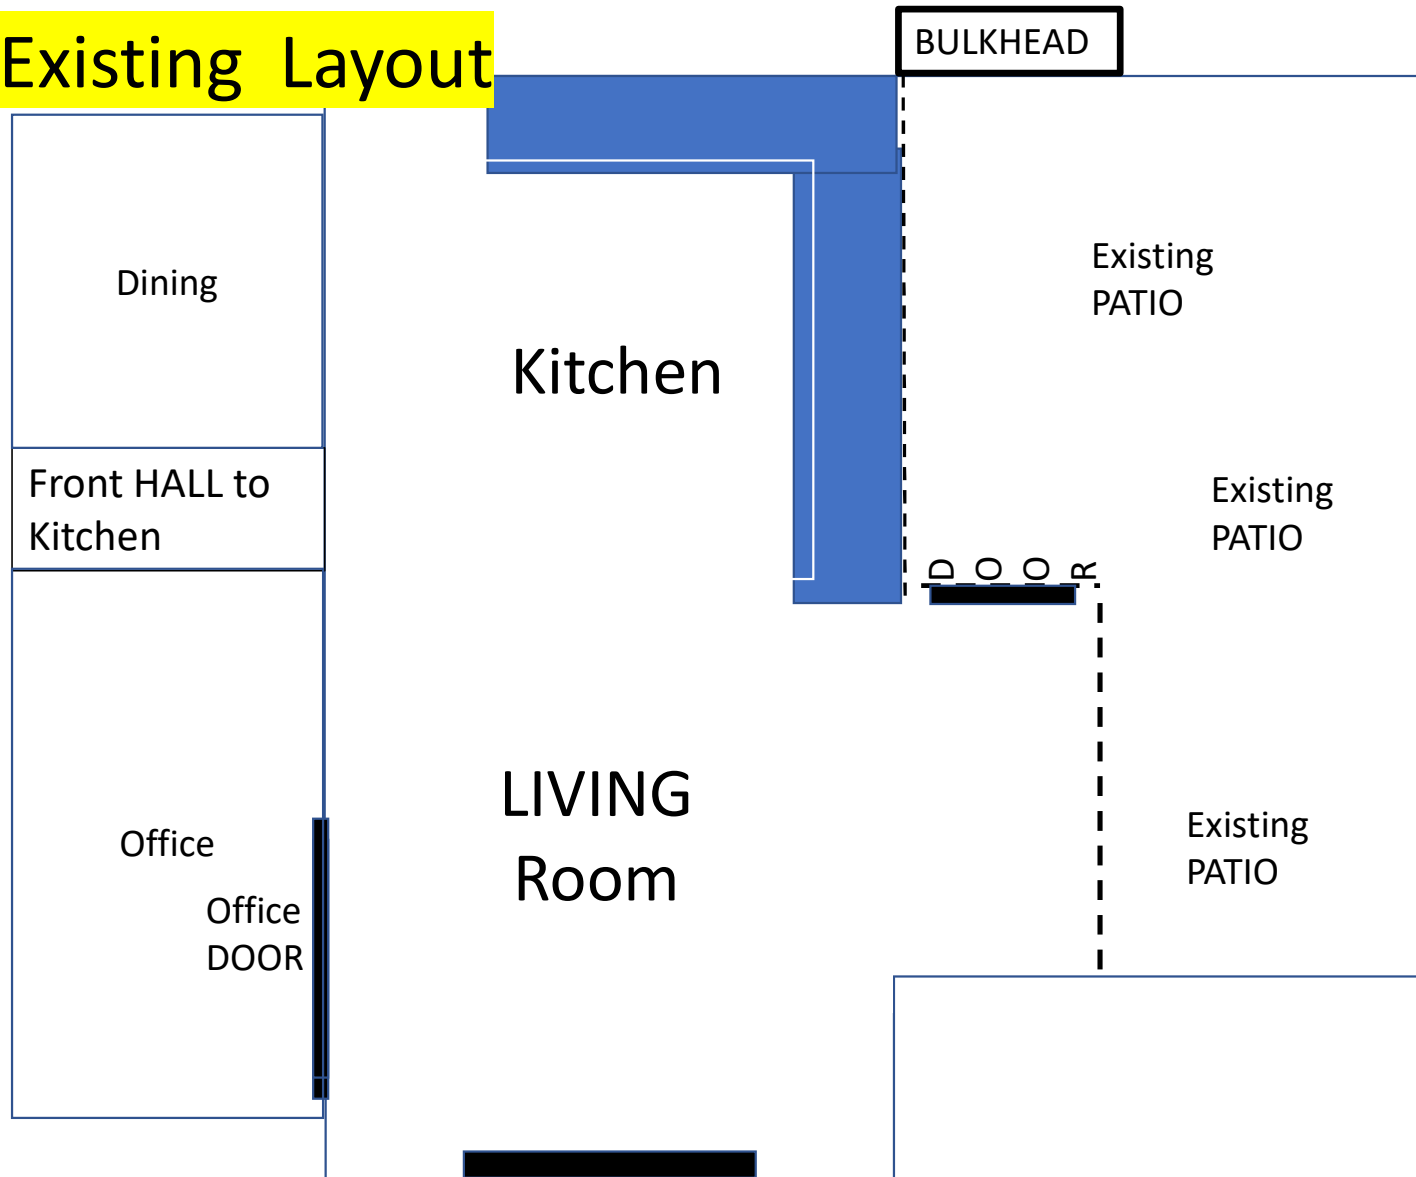 Existing Layout
BULKHEAD
Dining
Existing
PATIO
Kitchen
Front HALL to
Kitchen
Existing
PATIO
DOOR
LIVING
Room
Office
Existing
PATIO
Office
DOOR